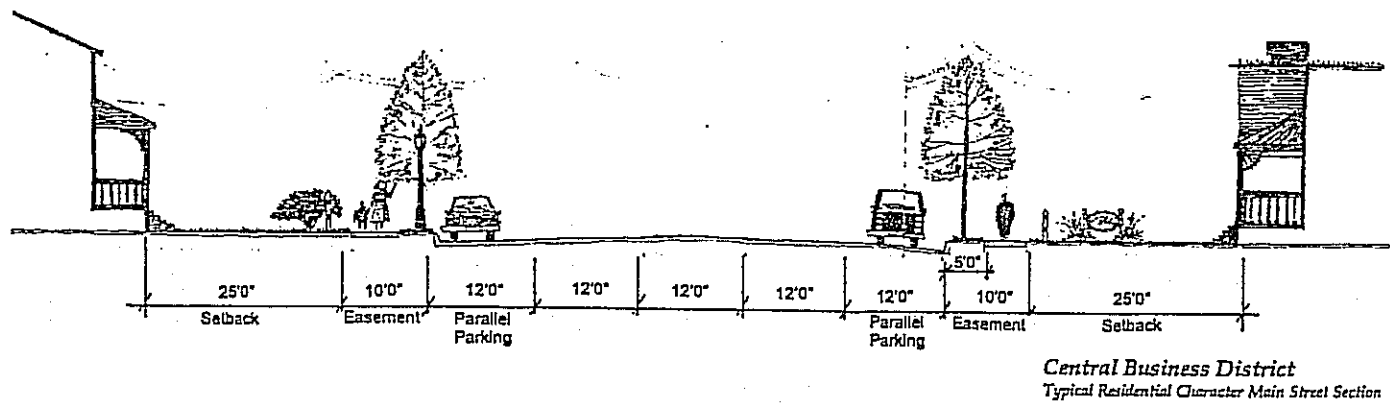 5'0"
25'0" 10'0" 12'0" 12'0" 12'0" 12'0" 12'0" 10'0" 25'0"
Setback Easement Parallel Parking Parallel Parking Easement Setback
Central Business District
Typical Residential Character Main Street Section